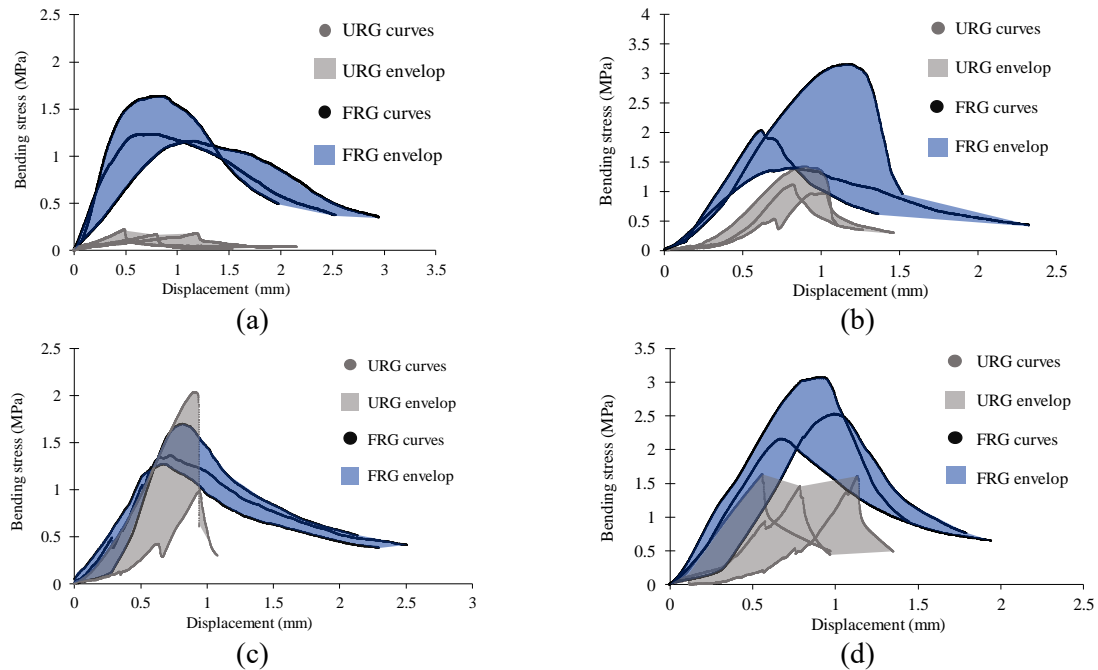 Bending stress (MPa)
2.5
2
1.5
1
0.5
0
0 0.5 1 1.5 2 2.5 3 3.5
Displacement (mm)
URG curves
URG envelop
FRG curves
FRG envelop
(a)
Bending stress (MPa)
4
3.5
3
2.5
2
1.5
1
0.5
0
0 0.5 1 1.5 2 2.5
Displacement (mm)
URG curves
URG envelop
FRG curves
FRG envelop
(b)
Bending stress (MPa)
2.5
2
1.5
1
0.5
0
0 0.5 1 1.5 2 2.5 3
Displacement (mm)
URG curves
URG envelop
FRG curves
FRG envelop
(c)
Bending stress (MPa)
3.5
3
2.5
2
1.5
1
0.5
0
0 0.5 1 1.5 2 2.5
Displacement (mm)
URG curves
URG envelop
FRG curves
FRG envelop
(d)